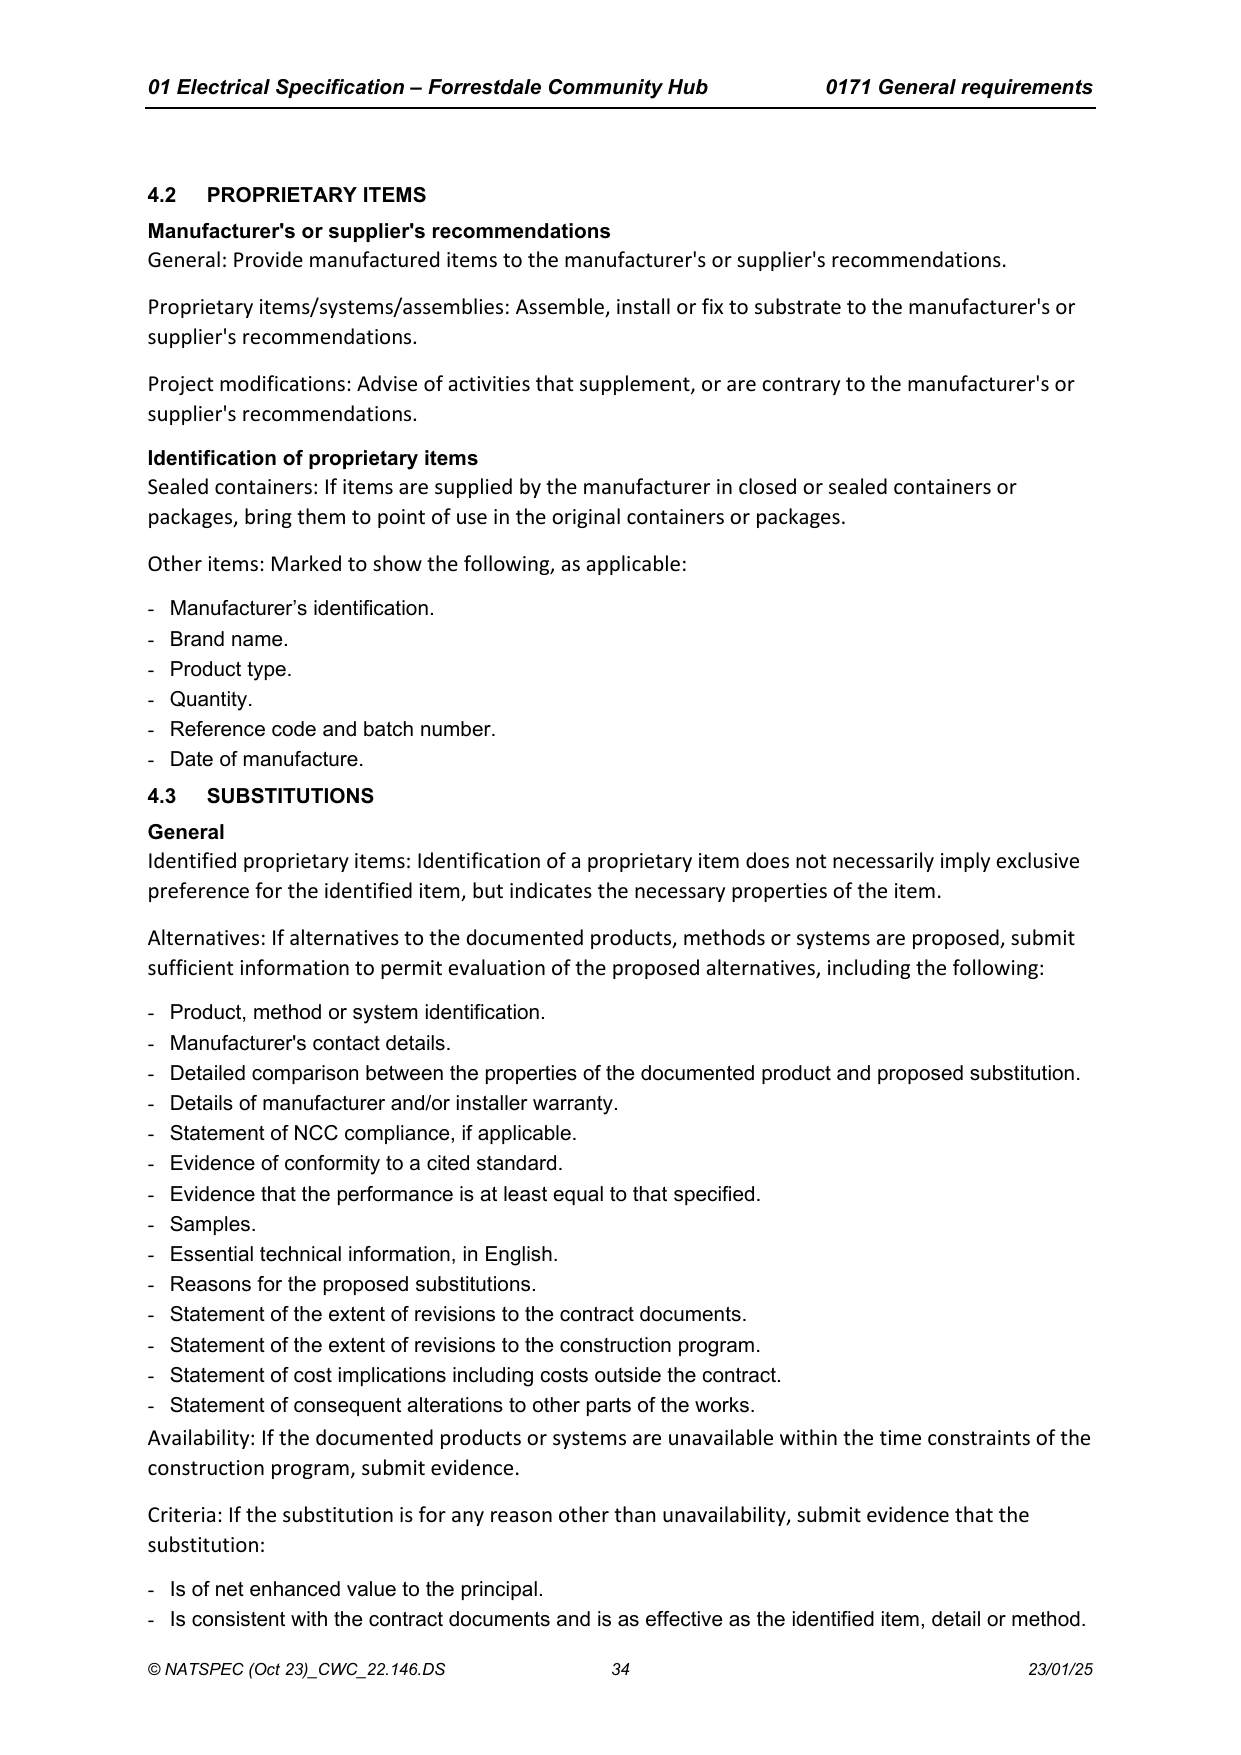 01 Electrical Specification – Forrestdale Community Hub 0171 General requirements
4.2 PROPRIETARY ITEMS
Manufacturer's or supplier's recommendations
General: Provide manufactured items to the manufacturer's or supplier's recommendations.
Proprietary items/systems/assemblies: Assemble, install or fix to substrate to the manufacturer's or
supplier's recommendations.
Project modifications: Advise of activities that supplement, or are contrary to the manufacturer's or
supplier's recommendations.
Identification of proprietary items
Sealed containers: If items are supplied by the manufacturer in closed or sealed containers or
packages, bring them to point of use in the original containers or packages.
Other items: Marked to show the following, as applicable:
- Manufacturer’s identification.
- Brand name.
- Product type.
- Quantity.
- Reference code and batch number.
- Date of manufacture.
4.3 SUBSTITUTIONS
General
Identified proprietary items: Identification of a proprietary item does not necessarily imply exclusive
preference for the identified item, but indicates the necessary properties of the item.
Alternatives: If alternatives to the documented products, methods or systems are proposed, submit
sufficient information to permit evaluation of the proposed alternatives, including the following:
- Product, method or system identification.
- Manufacturer's contact details.
- Detailed comparison between the properties of the documented product and proposed substitution.
- Details of manufacturer and/or installer warranty.
- Statement of NCC compliance, if applicable.
- Evidence of conformity to a cited standard.
- Evidence that the performance is at least equal to that specified.
- Samples.
- Essential technical information, in English.
- Reasons for the proposed substitutions.
- Statement of the extent of revisions to the contract documents.
- Statement of the extent of revisions to the construction program.
- Statement of cost implications including costs outside the contract.
- Statement of consequent alterations to other parts of the works.
Availability: If the documented products or systems are unavailable within the time constraints of the
construction program, submit evidence.
Criteria: If the substitution is for any reason other than unavailability, submit evidence that the
substitution:
- Is of net enhanced value to the principal.
- Is consistent with the contract documents and is as effective as the identified item, detail or method.
© NATSPEC (Oct 23)_CWC_22.146.DS 34 23/01/25